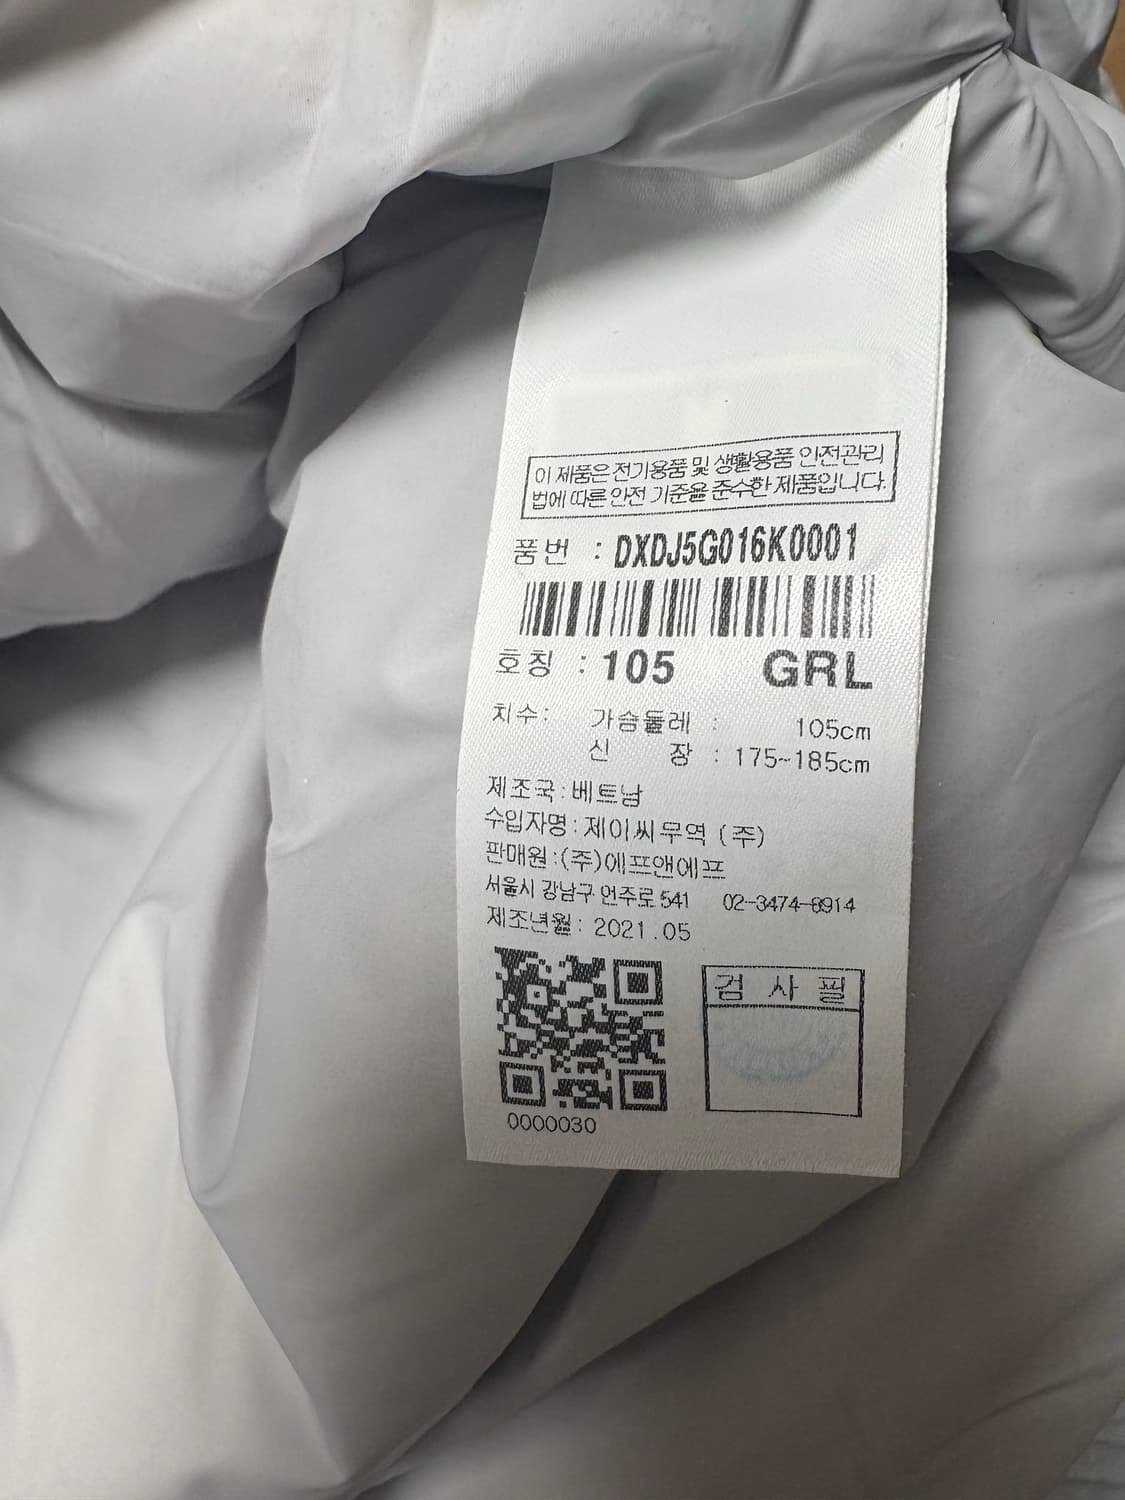 이 제품은 전기용품 및 생활용품 안전관리
법에 따른 안전 기준을 준수한 제품입니다.
품번 : DXDJ5G016K0001
호칭 : 105 GRL
치수: 가슴둘레 : 105cm
신 장 : 175~185cm
제조국:베트남
수입자명:제이씨무역 (주)
판매원:(주)에프앤에프
서울시 강남구 언주로 541 02-3474-8914
제조년월: 2021.05
검 사 필
0000030